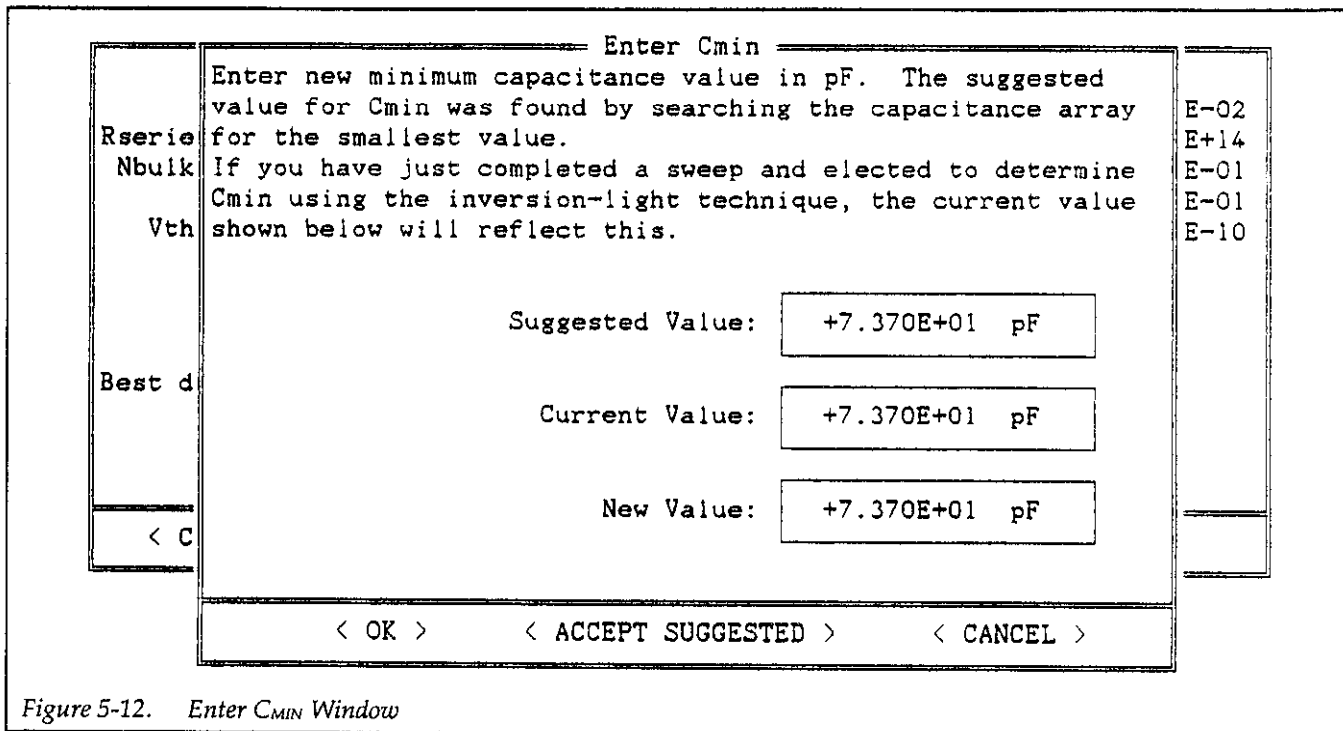 Enter Cmin
Enter new minimum capacitance value in pF. The suggested
value for Cmin was found by searching the capacitance array
for the smallest value.
If you have just completed a sweep and elected to determine
Cmin using the inversion-light technique, the current value
shown below will reflect this.
Rserie
Nbulk
Vth
Best d
< C
E-02
E+14
E-01
E-01
E-10
Suggested Value: +7.370E+01 pF
Current Value: +7.370E+01 pF
New Value: +7.370E+01 pF
< OK > < ACCEPT SUGGESTED > < CANCEL >
Figure 5-12. Enter CMIN Window